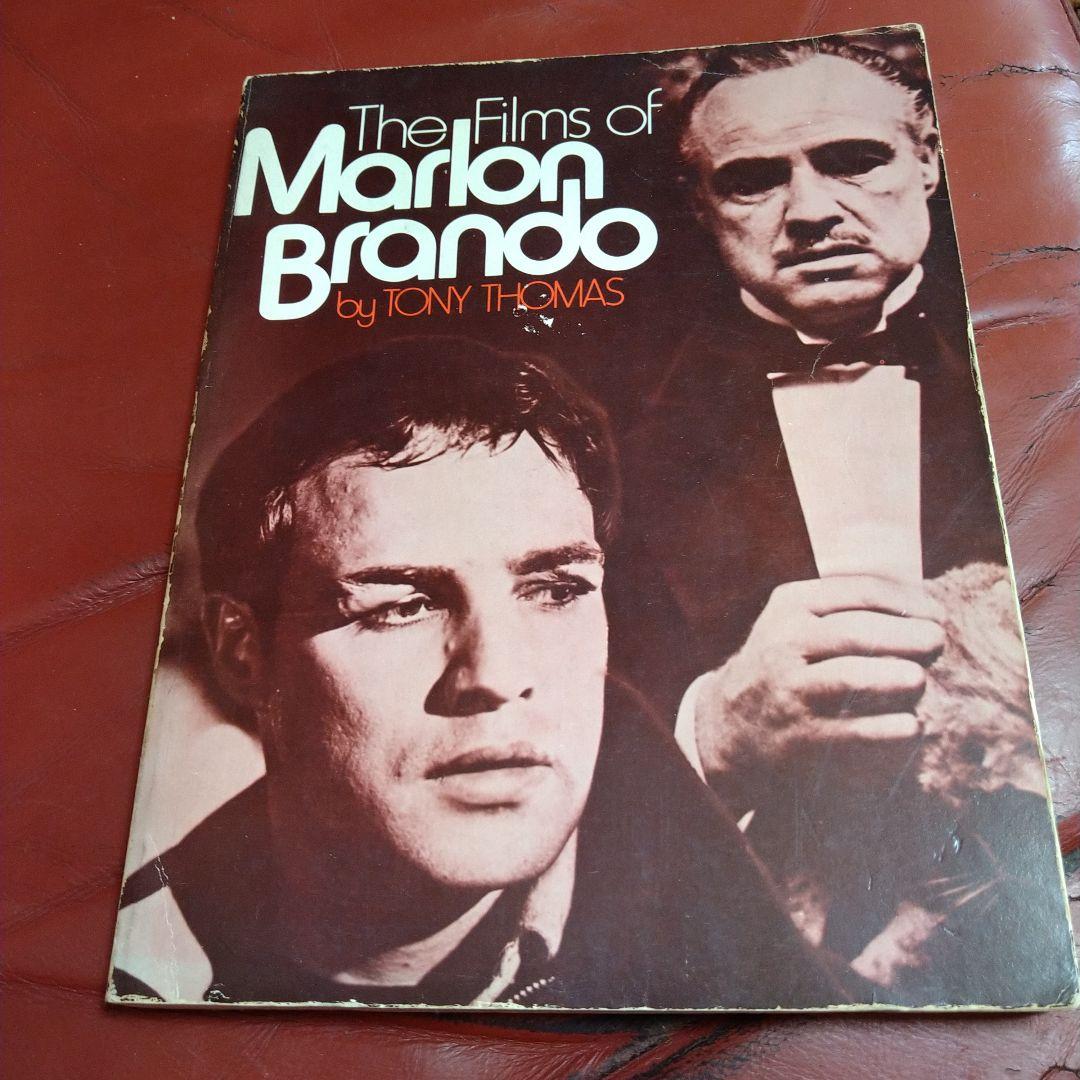 The Films of
Marlon
Brando
by TONY THOMAS